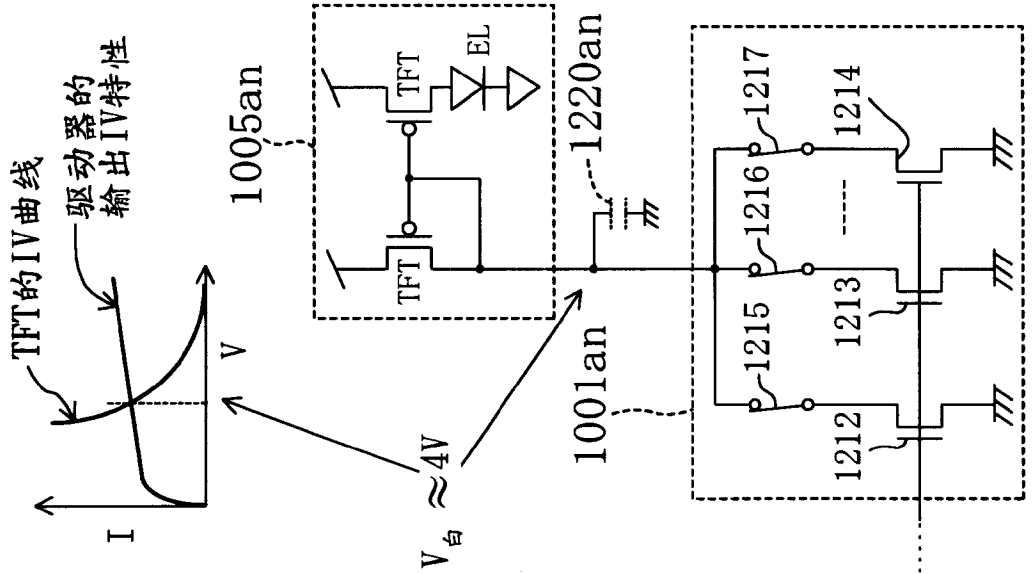 TFT的IV曲线
驱动器的
输出IV特性
I
V
V白 ≈ 4V
1005an
TFT
TFT
EL
1220an
1001an
1215
1216
1217
1212
1213
1214